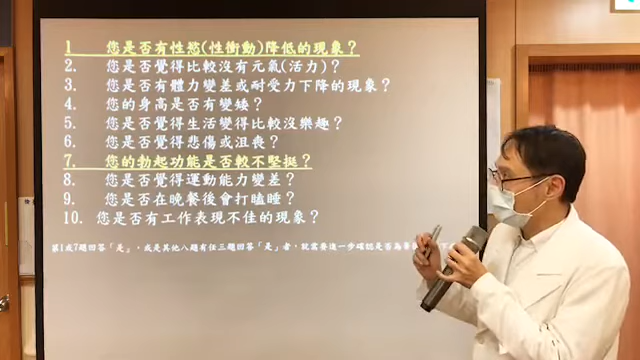 1 您是否有性慾(性衝動)降低的現象？
2. 您是否覺得比較沒有元氣(活力)？
3. 您是否有體力變差或耐受力下降的現象？
4. 您的身高是否有變矮？
5. 您是否覺得生活變得比較沒樂趣？
6. 您是否覺得悲傷或沮喪？
7. 您的勃起功能是否較不堅挺？
8. 您是否覺得運動能力變差？
9. 您是否在晚餐後會打瞌睡？
10. 您是否有工作表現不佳的現象？
第1或7題回答「是」，或是其他八題有任三題回答「是」者，就需要進一步確認是否為